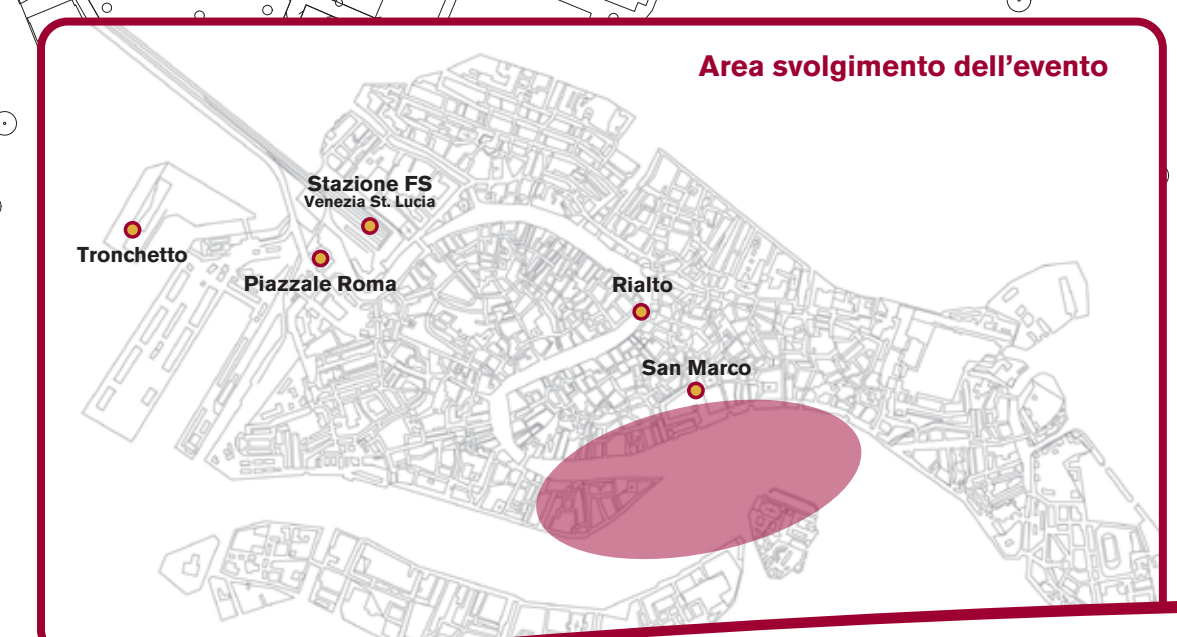 Area svolgimento dell’evento
Stazione FS
Venezia St. Lucia
Tronchetto
Piazzale Roma
Rialto
San Marco